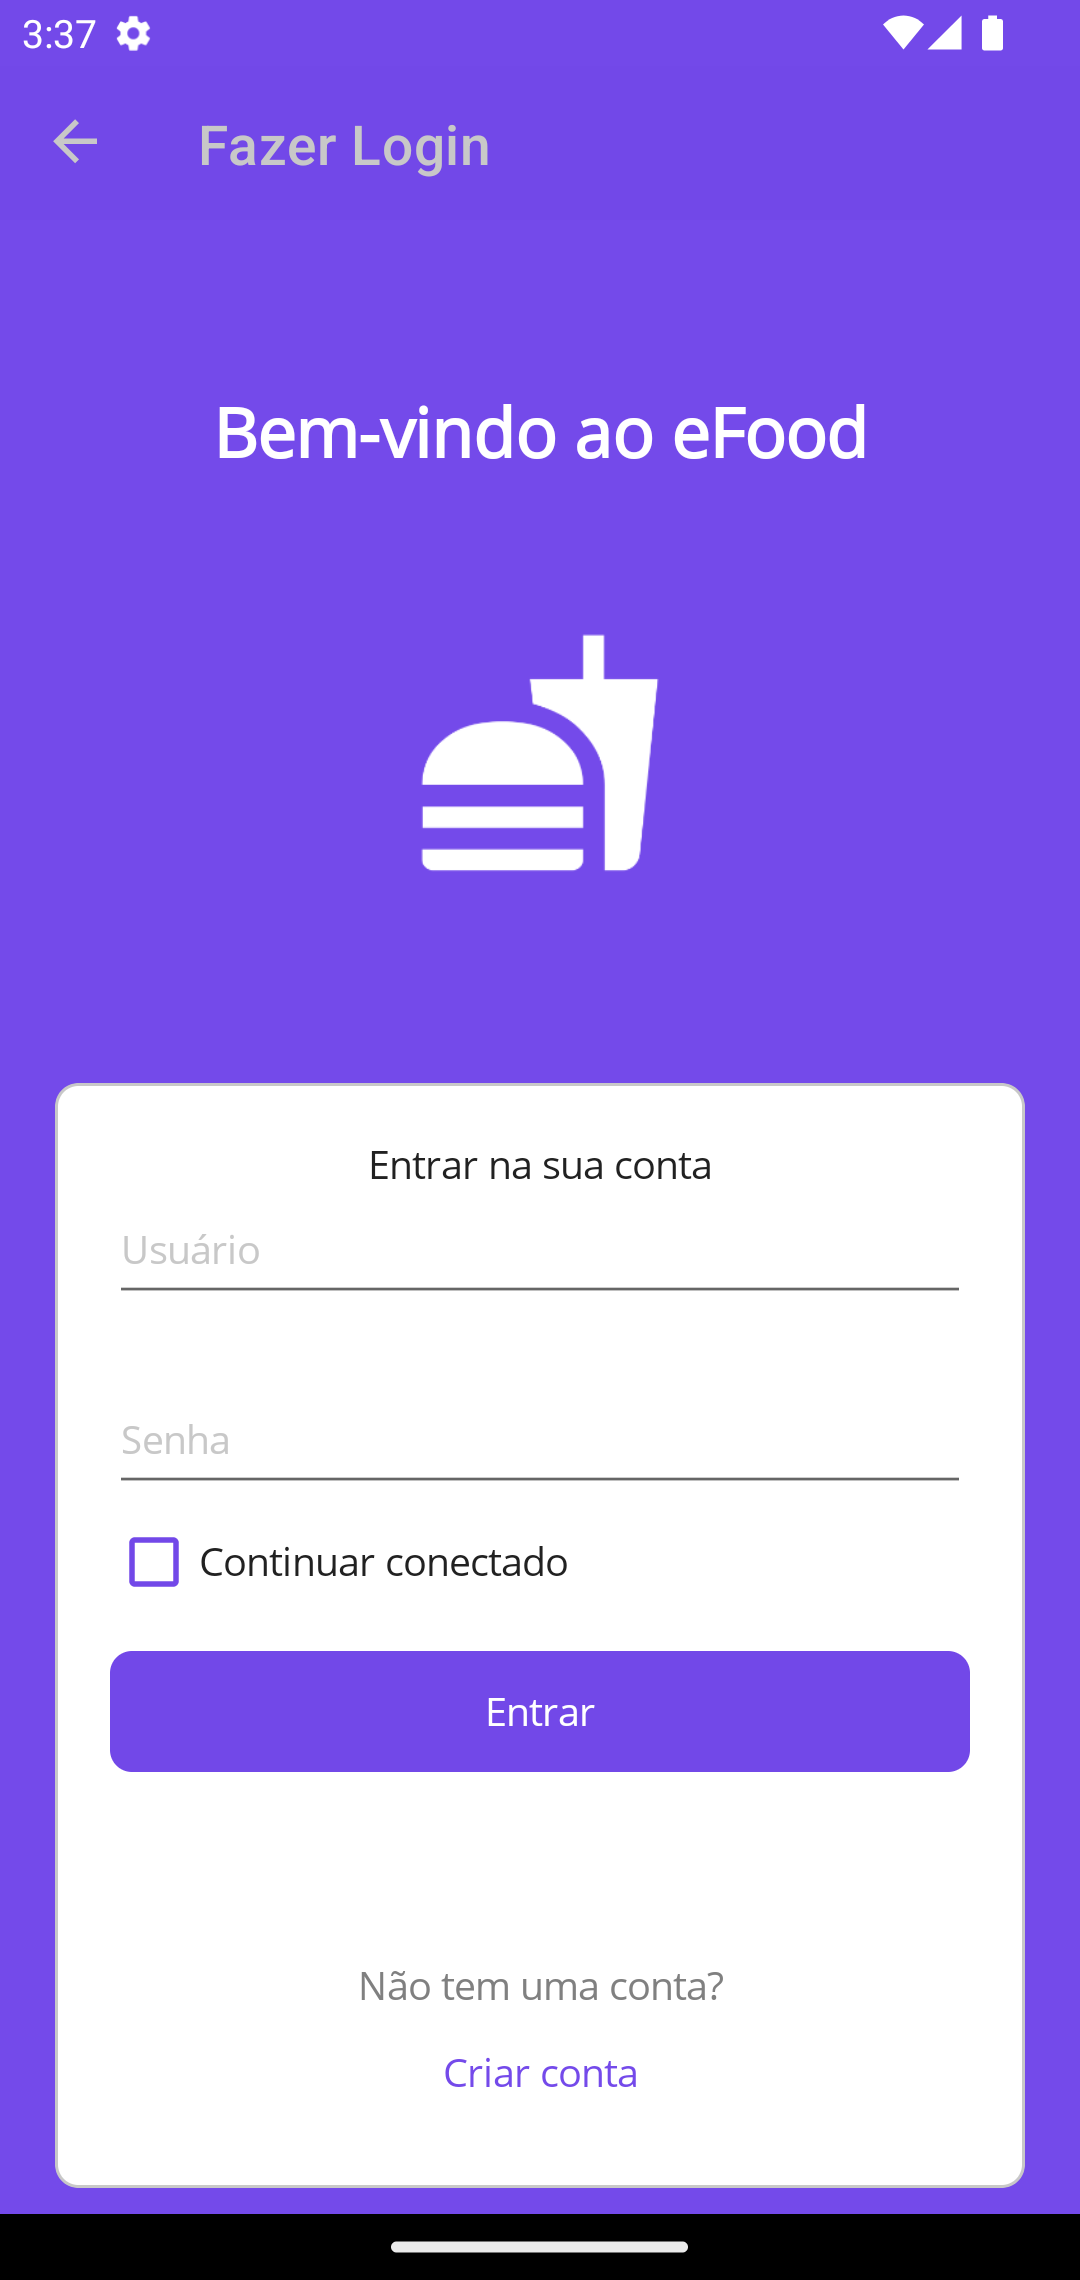 3:37
Fazer Login
Bem-vindo ao eFood
Entrar na sua conta
Usuário
Senha
Continuar conectado
Entrar
Não tem uma conta?
Criar conta